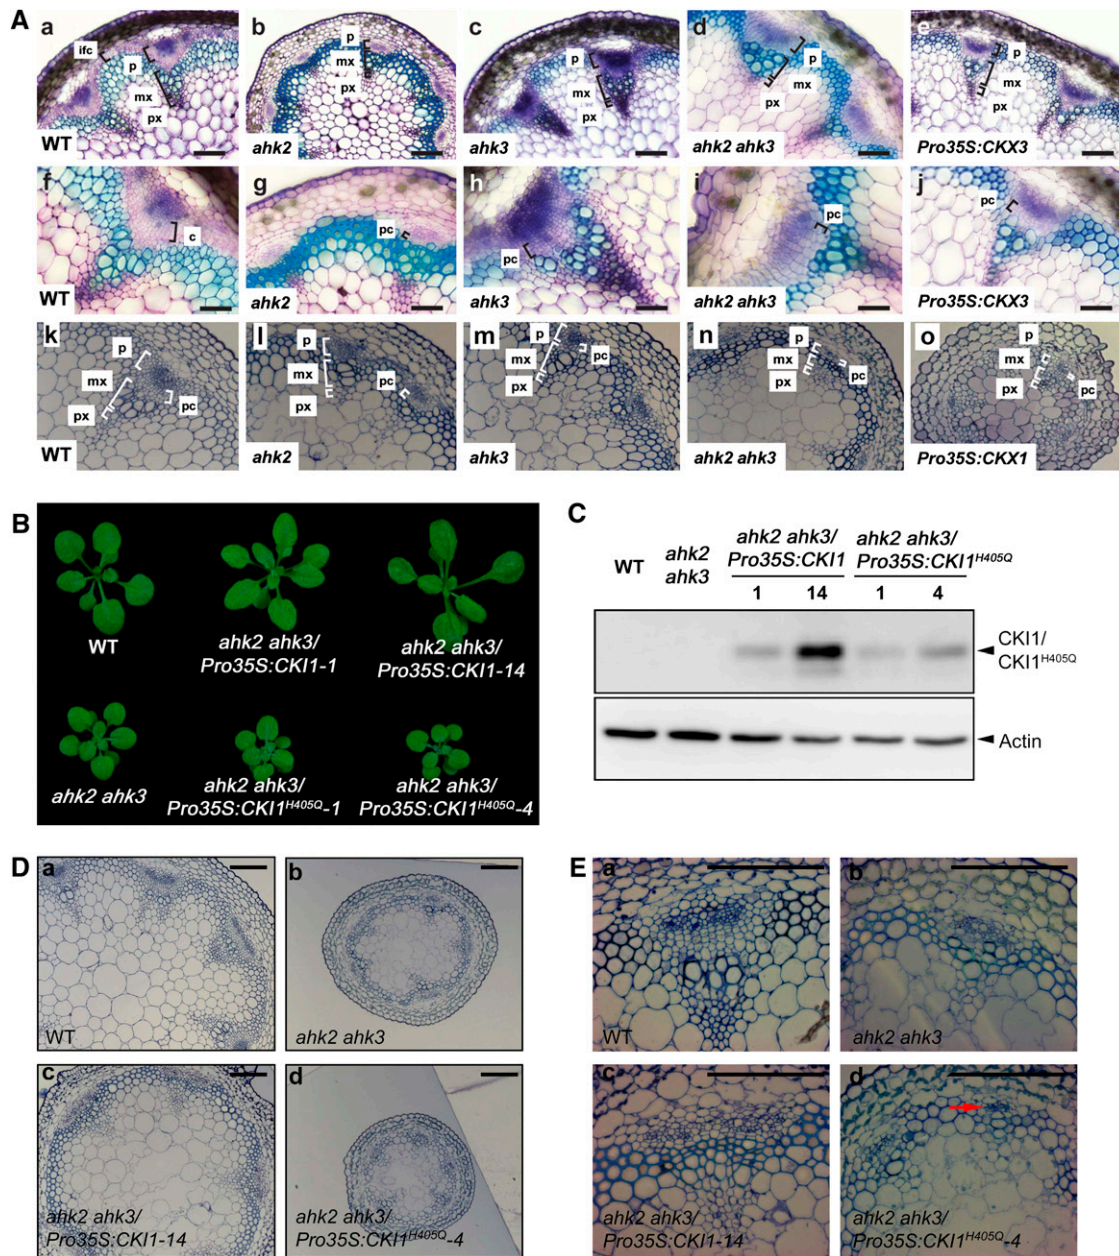 A
a
ifc
p
mx
px
WT
b
p
mx
px
ahk2
c
p
mx
px
ahk3
d
p
mx
px
ahk2 ahk3
e
p
mx
px
Pro35S:CKX3
f
c
WT
g
pc
ahk2
h
pc
ahk3
i
pc
ahk2 ahk3
j
pc
Pro35S:CKX3
k
p
mx
px
pc
WT
l
p
mx
px
pc
ahk2
m
p
mx
px
pc
ahk3
n
p
mx
px
pc
ahk2 ahk3
o
p
mx
px
pc
Pro35S:CKX1
B
WT
ahk2 ahk3/
Pro35S:CKI1-1
ahk2 ahk3/
Pro35S:CKI1-14
ahk2 ahk3
ahk2 ahk3/
Pro35S:CKI1H405Q-1
ahk2 ahk3/
Pro35S:CKI1H405Q-4
C
WT
ahk2
ahk3
ahk2 ahk3/
Pro35S:CKI1
ahk2 ahk3/
Pro35S:CKI1H405Q
1
14
1
4
CKI1/
CKI1H405Q
Actin
D
a
WT
b
ahk2 ahk3
c
ahk2 ahk3/
Pro35S:CKI1-14
d
ahk2 ahk3/
Pro35S:CKI1H405Q-4
E
a
WT
b
ahk2 ahk3
c
ahk2 ahk3/
Pro35S:CKI1-14
d
ahk2 ahk3/
Pro35S:CKI1H405Q-4